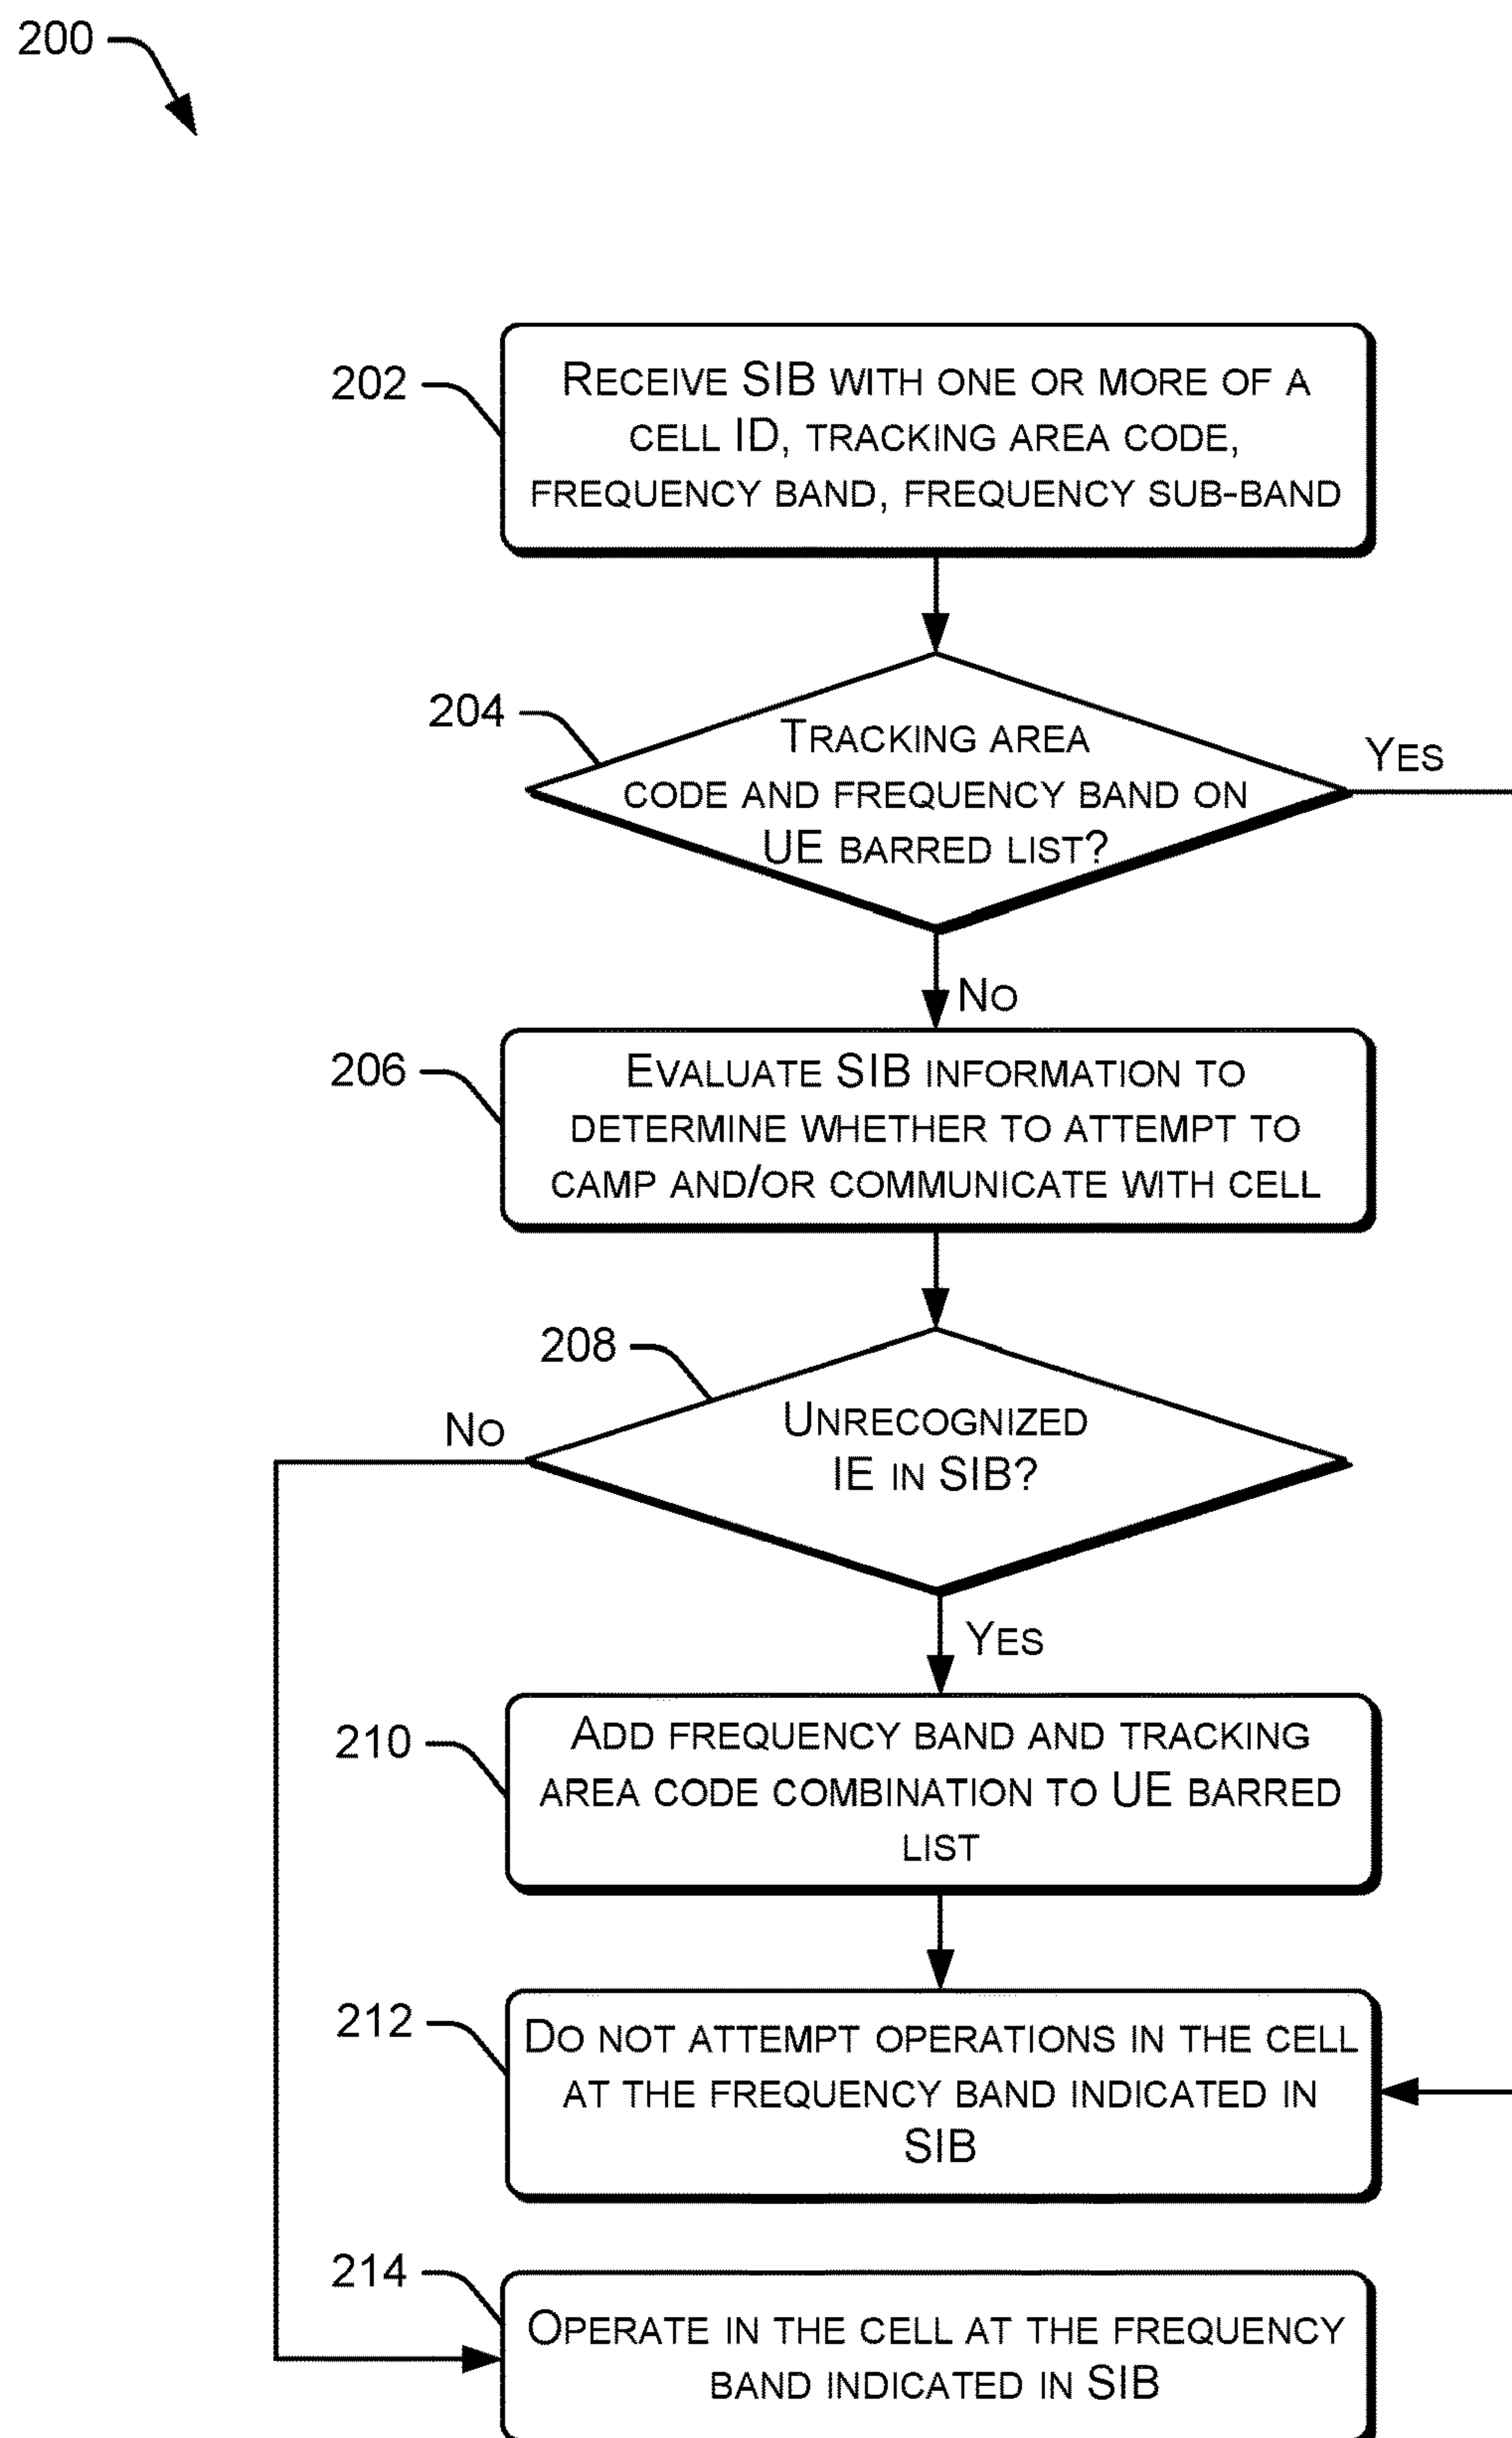 200
202
RECEIVE SIB WITH ONE OR MORE OF A
CELL ID, TRACKING AREA CODE,
FREQUENCY BAND, FREQUENCY SUB-BAND
204
TRACKING AREA
CODE AND FREQUENCY BAND ON
UE BARRED LIST?
YES
NO
206
EVALUATE SIB INFORMATION TO
DETERMINE WHETHER TO ATTEMPT TO
CAMP AND/OR COMMUNICATE WITH CELL
208
UNRECOGNIZED
IE IN SIB?
NO
YES
210
ADD FREQUENCY BAND AND TRACKING
AREA CODE COMBINATION TO UE BARRED
LIST
212
DO NOT ATTEMPT OPERATIONS IN THE CELL
AT THE FREQUENCY BAND INDICATED IN
SIB
214
OPERATE IN THE CELL AT THE FREQUENCY
BAND INDICATED IN SIB